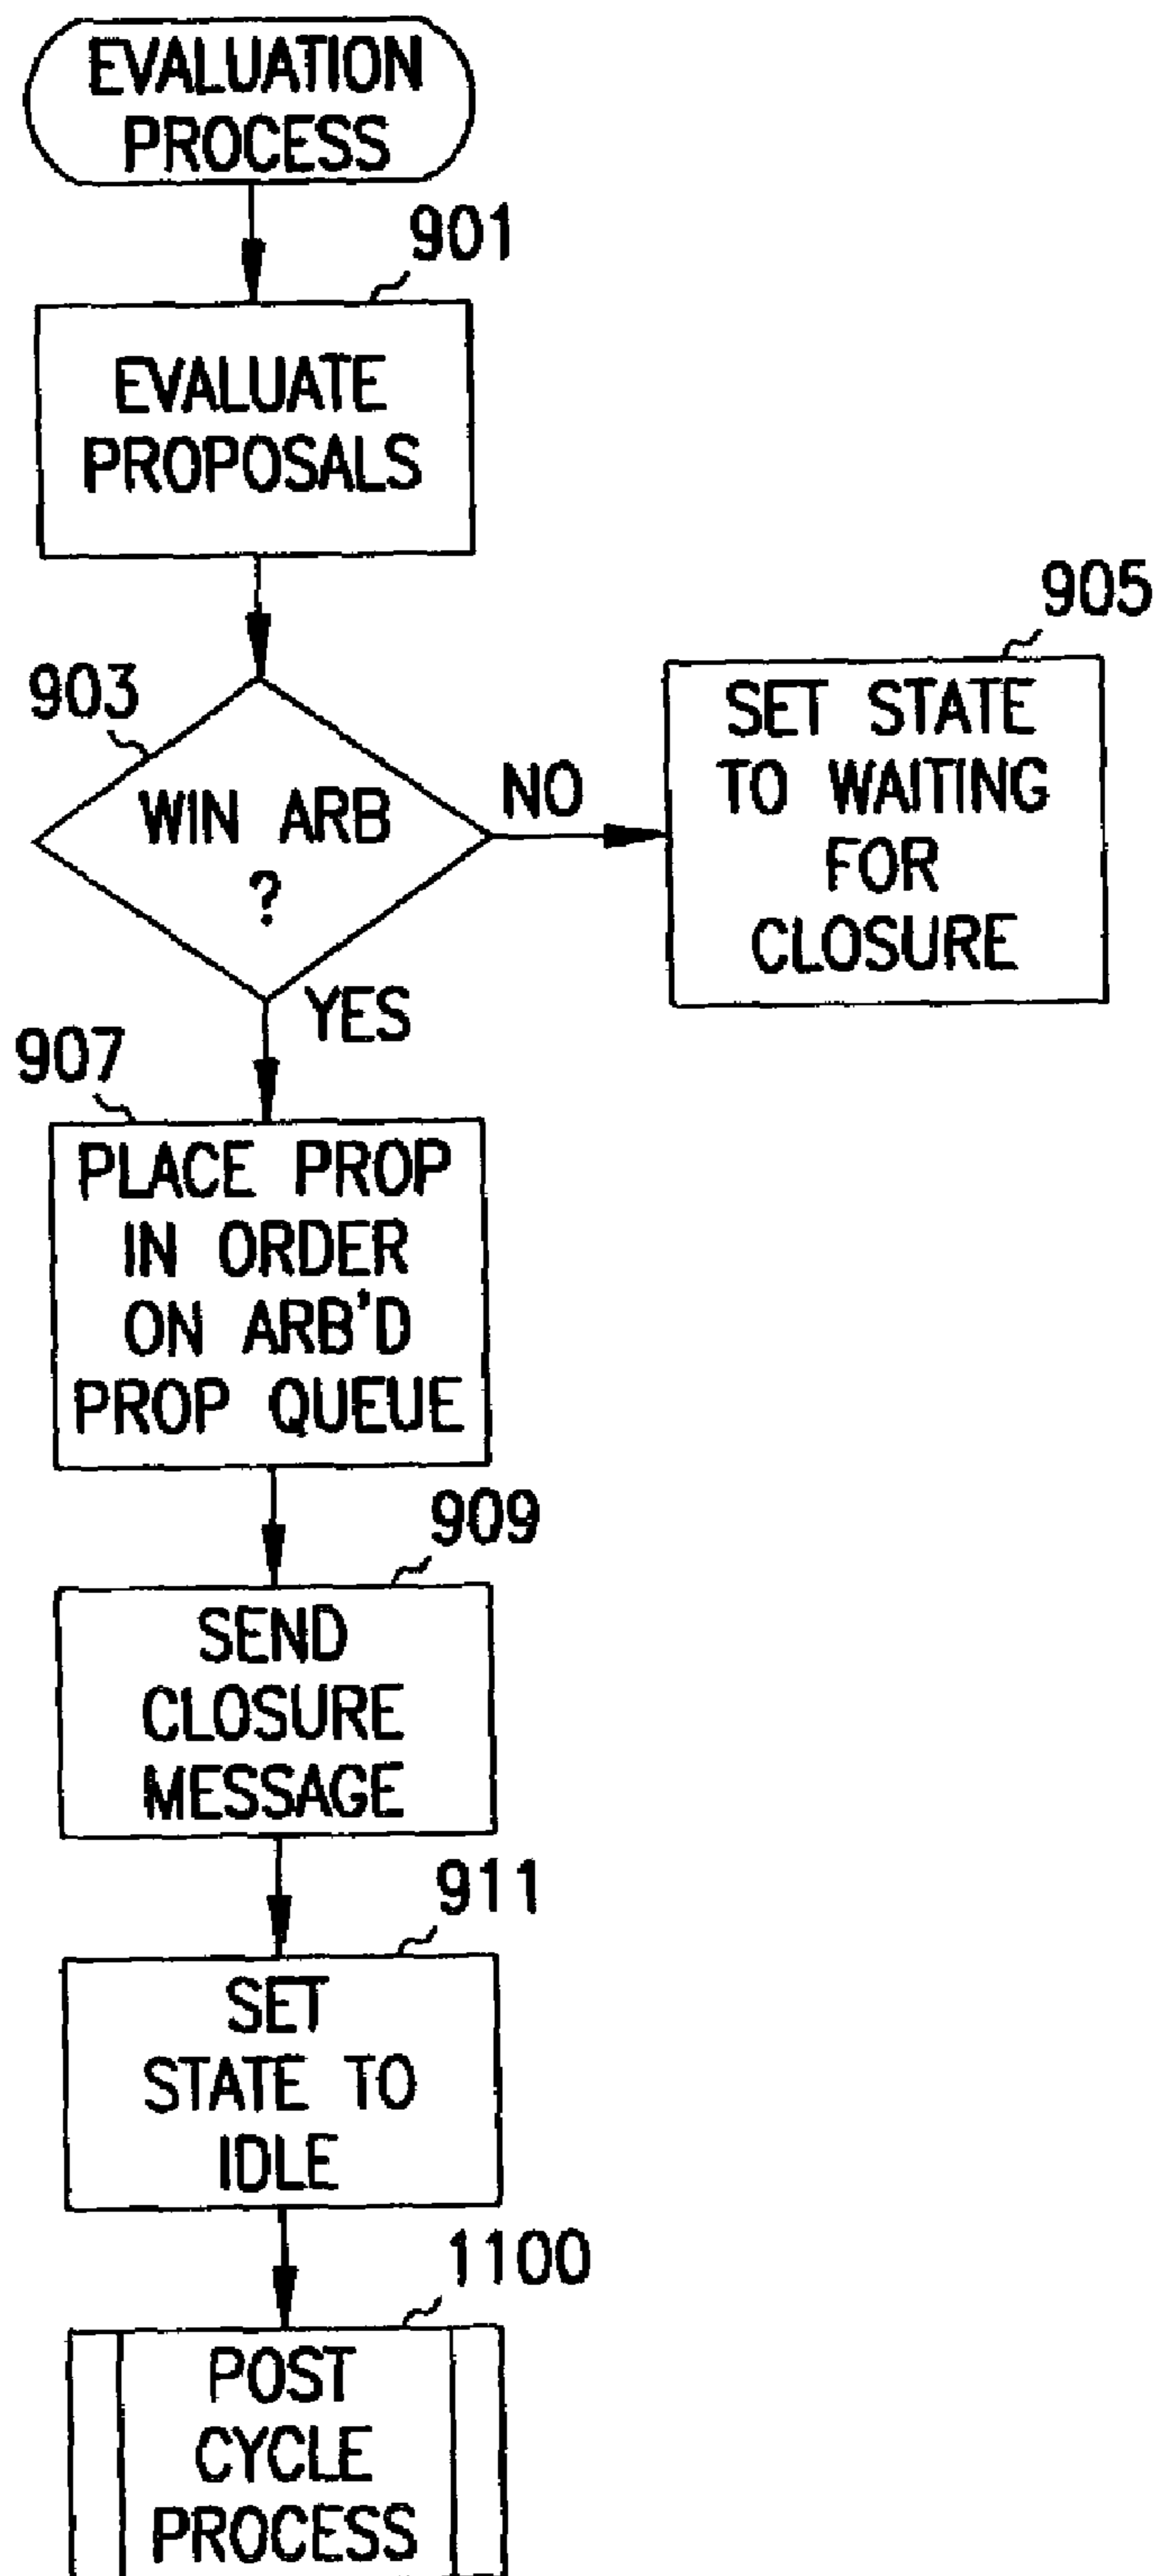 EVALUATION
PROCESS
901
EVALUATE
PROPOSALS
903
WIN ARB
?
NO
905
SET STATE
TO WAITING
FOR
CLOSURE
YES
907
PLACE PROP
IN ORDER
ON ARB'D
PROP QUEUE
909
SEND
CLOSURE
MESSAGE
911
SET
STATE TO
IDLE
1100
POST
CYCLE
PROCESS